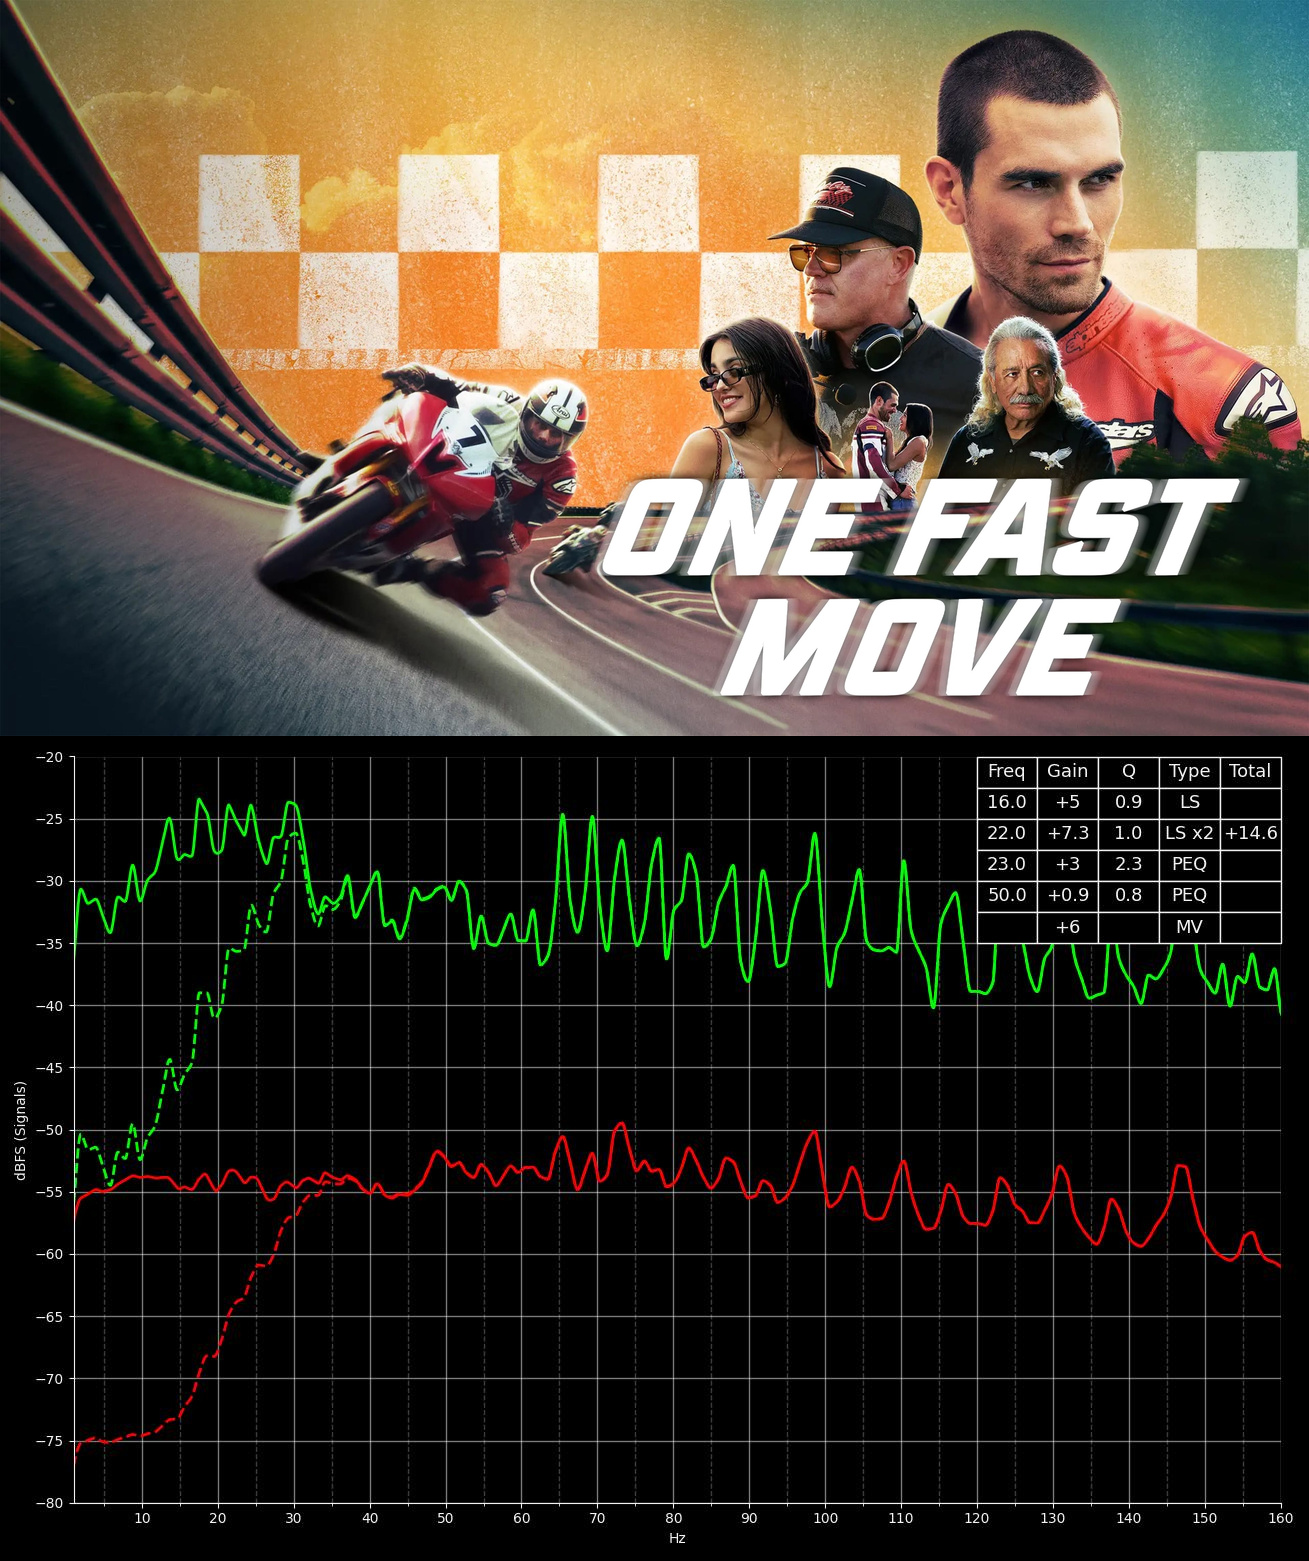 7
Arai
stars
ONE FAST
MOVE
Freq Gain Q Type Total
16.0 +5 0.9 LS
22.0 +7.3 1.0 LS x2 +14.6
23.0 +3 2.3 PEQ
50.0 +0.9 0.8 PEQ
+6 MV
−20
−25
−30
−35
−40
−45
−50
−55
−60
−65
−70
−75
−80
dBFS (Signals)
10 20 30 40 50 60 70 80 90 100 110 120 130 140 150 160
Hz